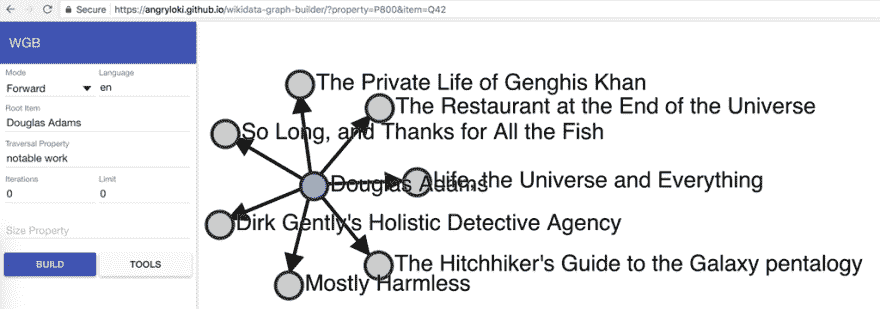 Secure https://angryloki.github.io/wikidata-graph-builder/?property=P800&item=Q42
WGB
Mode Language
Forward en
Root Item
Douglas Adams
Traversal Property
notable work
Iterations Limit
0 0
Size Property
BUILD TOOLS
The Private Life of Genghis Khan
The Restaurant at the End of the Universe
So Long, and Thanks for All the Fish
Douglas Adams
Life, the Universe and Everything
Dirk Gently's Holistic Detective Agency
The Hitchhiker's Guide to the Galaxy pentalogy
Mostly Harmless